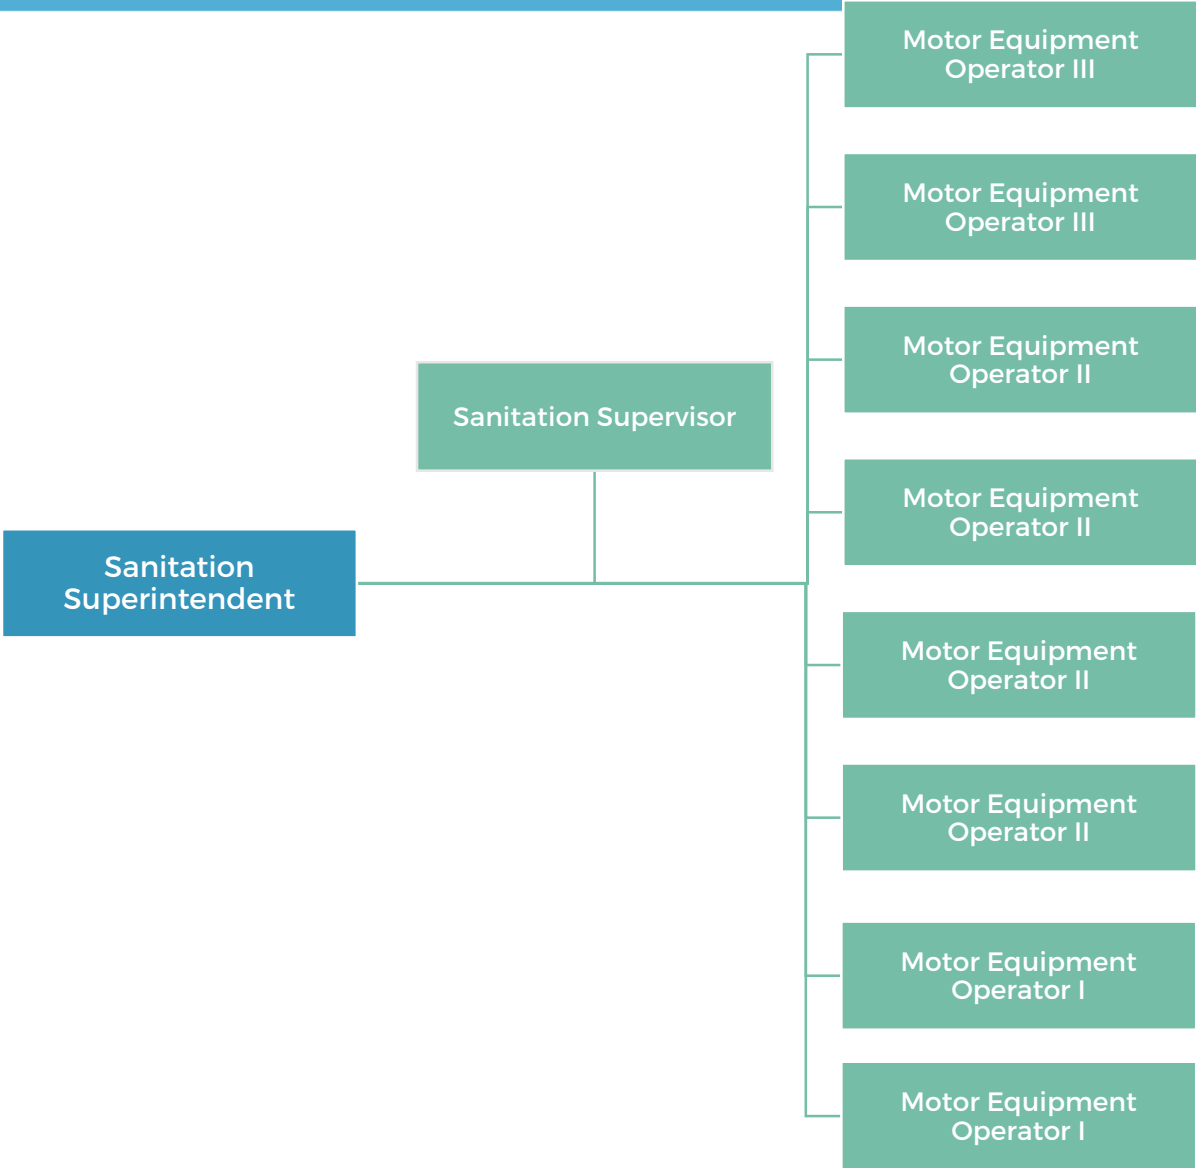 Motor Equipment
Operator III
Motor Equipment
Operator III
Motor Equipment
Operator II
Sanitation Supervisor
Motor Equipment
Operator II
Sanitation
Superintendent
Motor Equipment
Operator II
Motor Equipment
Operator II
Motor Equipment
Operator I
Motor Equipment
Operator I